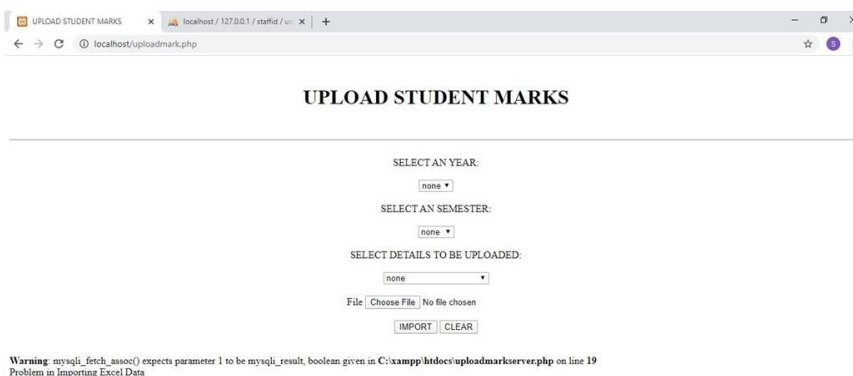 UPLOAD STUDENT MARKS
localhost / 127.0.0.1 / staffid / u
localhost/uploadmark.php
S
UPLOAD STUDENT MARKS
SELECT AN YEAR:
none
SELECT AN SEMESTER:
none
SELECT DETAILS TO BE UPLOADED:
none
File Choose File No file chosen
IMPORT CLEAR
Warning: mysqli_fetch_assoc() expects parameter 1 to be mysqli_result, boolean given in C:\xampp\htdocs\uploadmarkserver.php on line 19
Problem in Importing Excel Data